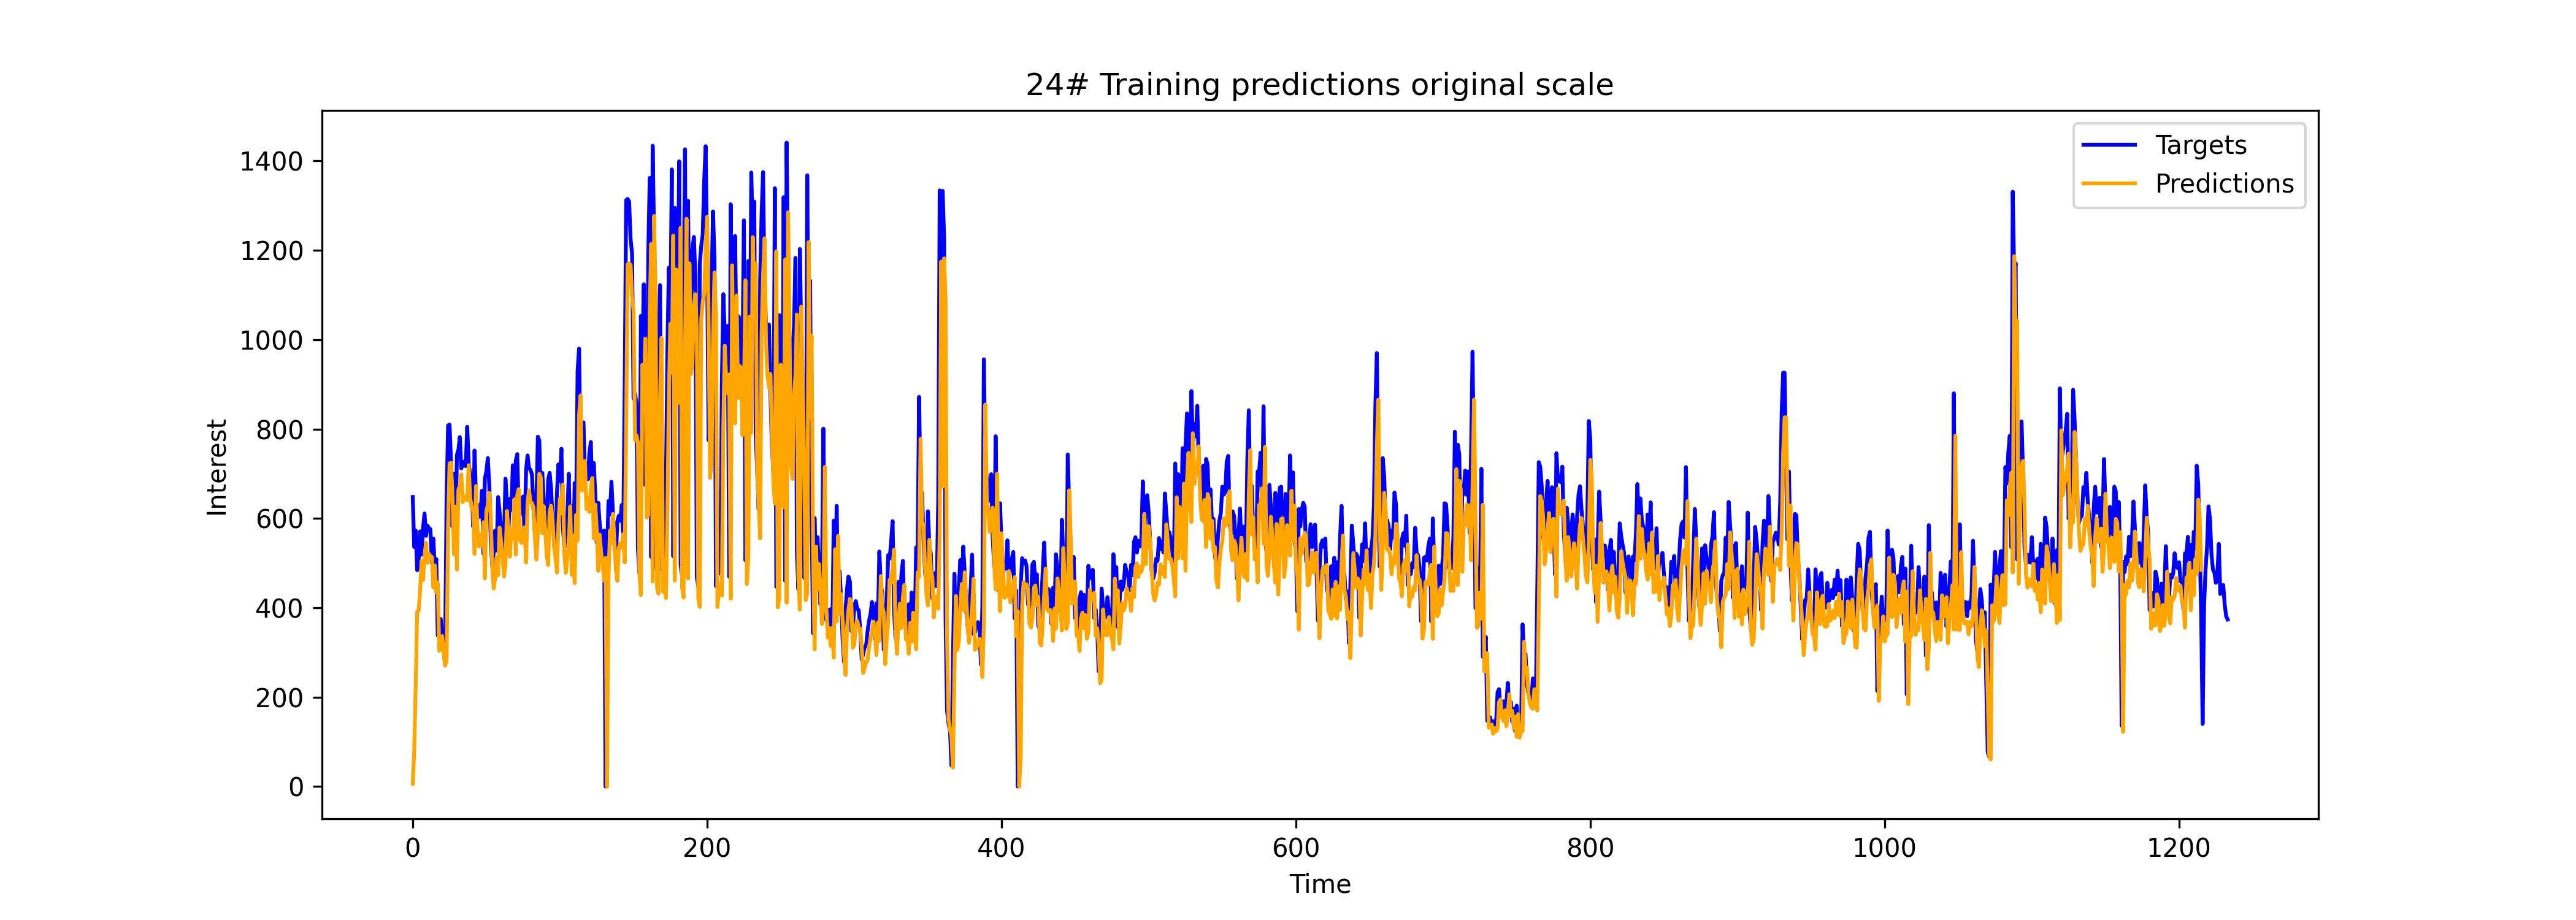 24# Training predictions original scale
Targets
Predictions
Interest
1400
1200
1000
800
600
400
200
0
0 200 400 600 800 1000 1200
Time